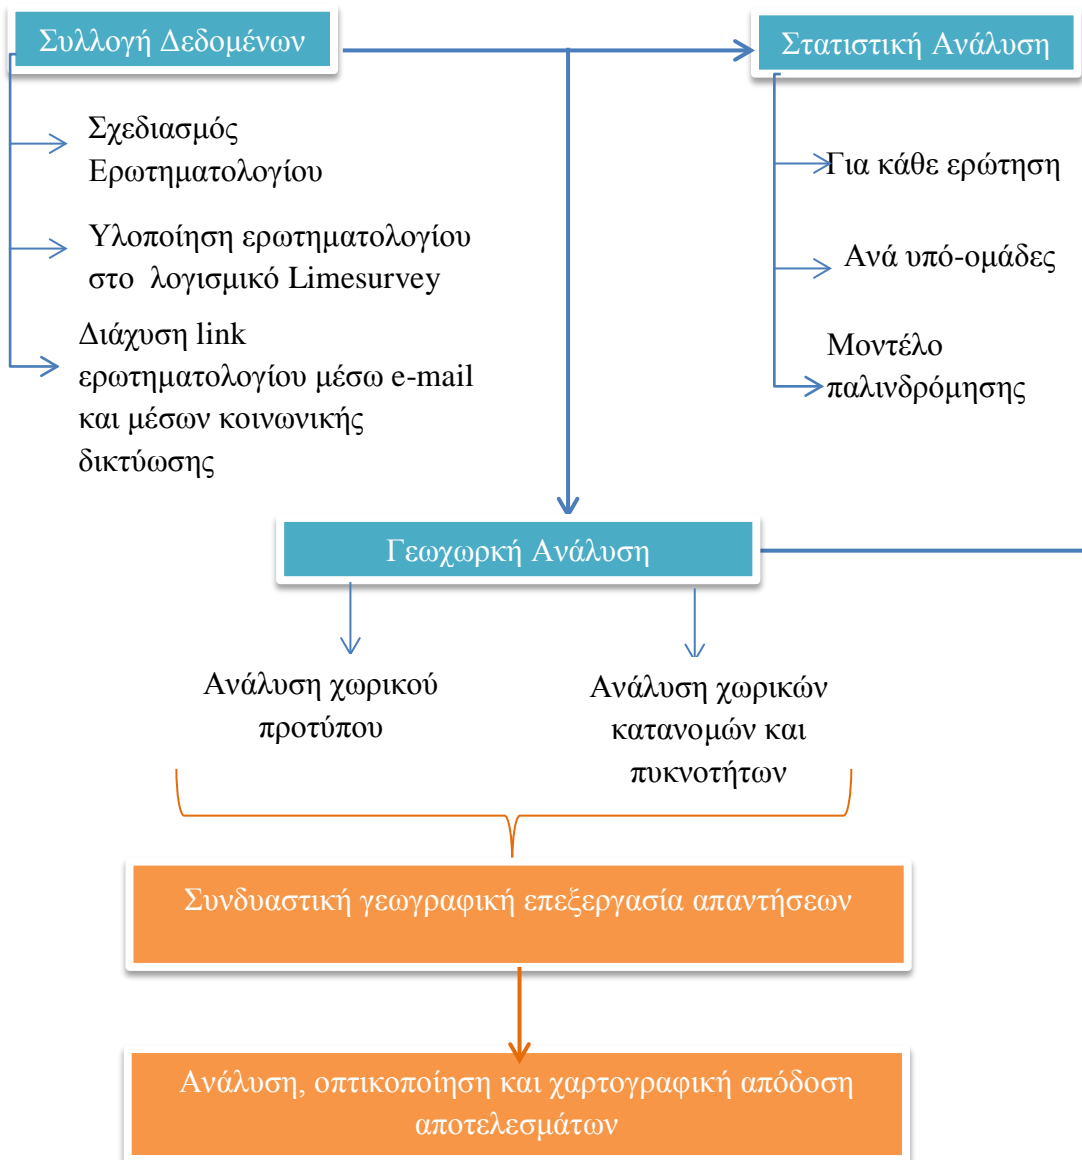 Συλλογή Δεδομένων
Στατιστική Ανάλυση
Σχεδιασμός
Ερωτηματολογίου
Υλοποίηση ερωτηματολογίου
στο λογισμικό Limesurvey
Διάχυση link
ερωτηματολογίου μέσω e-mail
και μέσων κοινωνικής
δικτύωσης
Για κάθε ερώτηση
Ανά υπό-ομάδες
Μοντέλο
παλινδρόμησης
Γεωχωρκή Ανάλυση
Ανάλυση χωρικού
προτύπου
Ανάλυση χωρικών
κατανομών και
πυκνοτήτων
Συνδυαστική γεωγραφική επεξεργασία απαντήσεων
Ανάλυση, οπτικοποίηση και χαρτογραφική απόδοση
αποτελεσμάτων